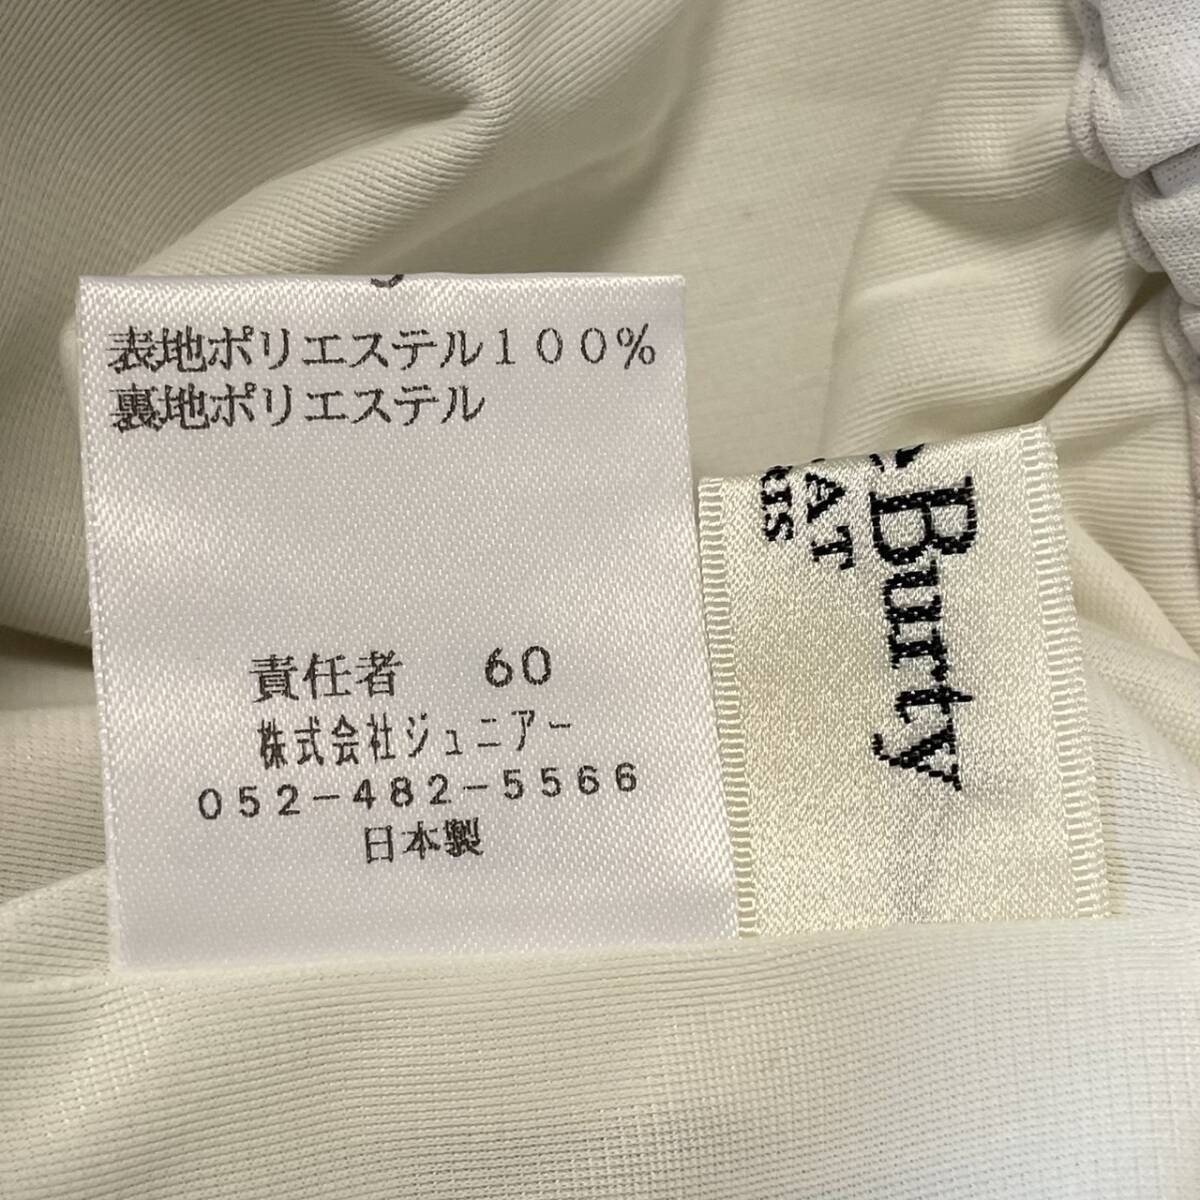 表地ポリエステル100%
裏地ポリエステル
責任者 60
株式会社ジュニアー
052-482-5566
日本製
Burty